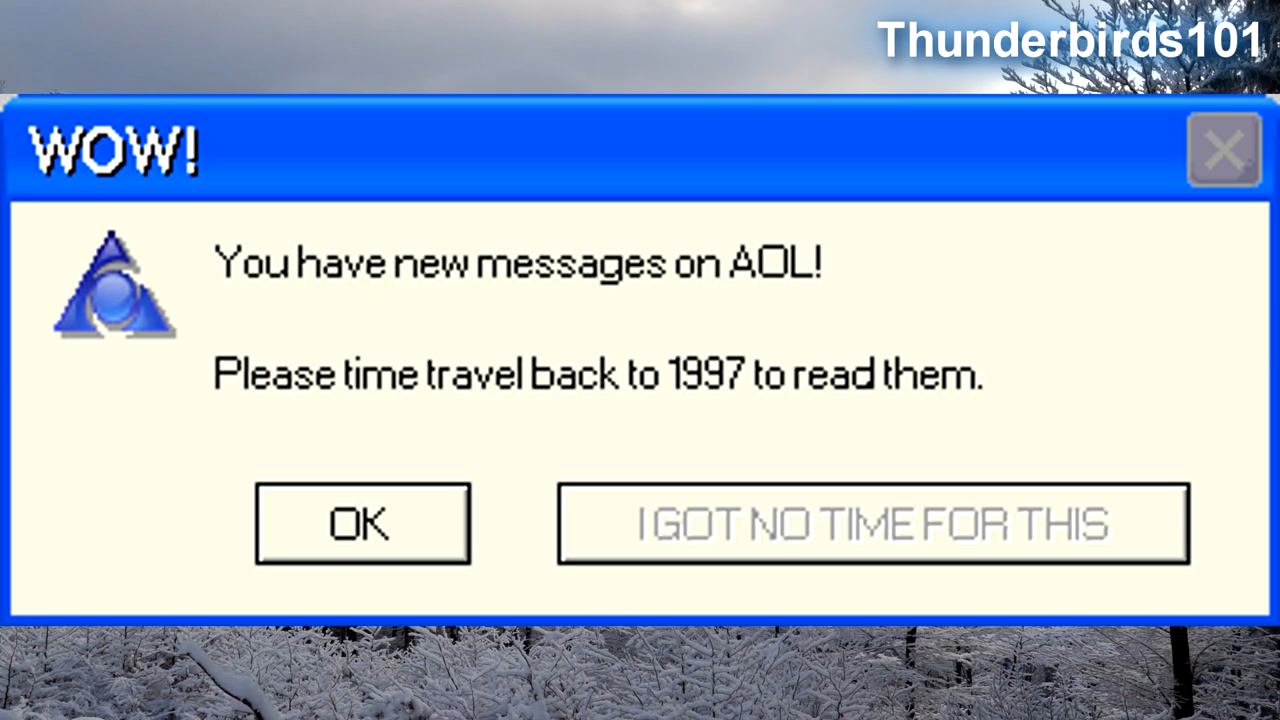 Thunderbirds101
WOW!
You have new messages on AOL!
Please time travel back to 1997 to read them.
OK
I GOT NO TIME FOR THIS